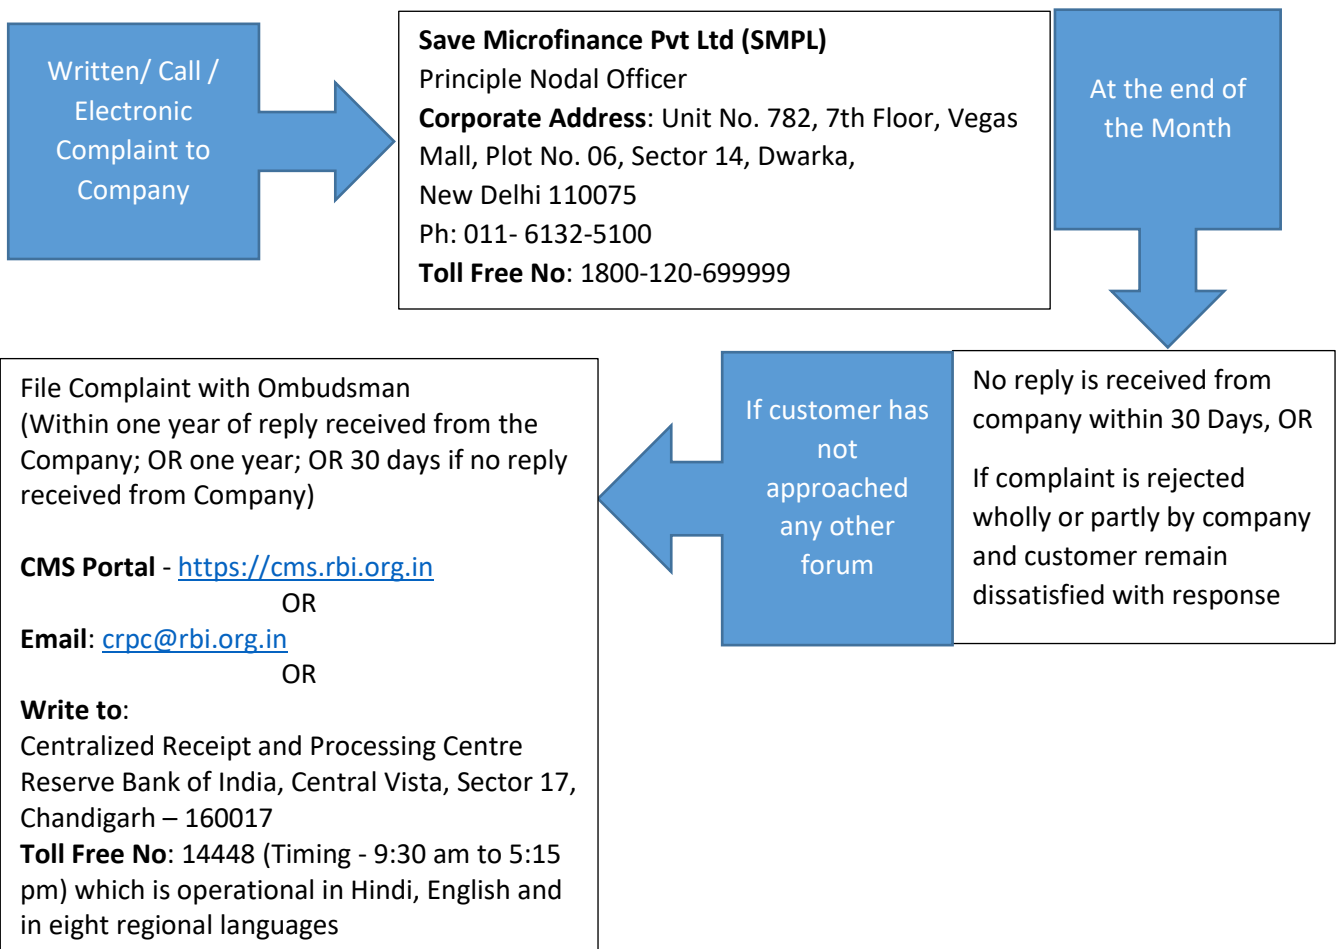 Written/ Call /
Electronic
Complaint to
Company
Save Microfinance Pvt Ltd (SMPL)
Principle Nodal Officer
Corporate Address: Unit No. 782, 7th Floor, Vegas
Mall, Plot No. 06, Sector 14, Dwarka,
New Delhi 110075
Ph: 011- 6132-5100
Toll Free No: 1800-120-699999
At the end of
the Month
No reply is received from
company within 30 Days, OR
If complaint is rejected
wholly or partly by company
and customer remain
dissatisfied with response
If customer has
not
approached
any other
forum
File Complaint with Ombudsman
(Within one year of reply received from the
Company; OR one year; OR 30 days if no reply
received from Company)
CMS Portal - https://cms.rbi.org.in
OR
Email: crpc@rbi.org.in
OR
Write to:
Centralized Receipt and Processing Centre
Reserve Bank of India, Central Vista, Sector 17,
Chandigarh – 160017
Toll Free No: 14448 (Timing - 9:30 am to 5:15
pm) which is operational in Hindi, English and
in eight regional languages